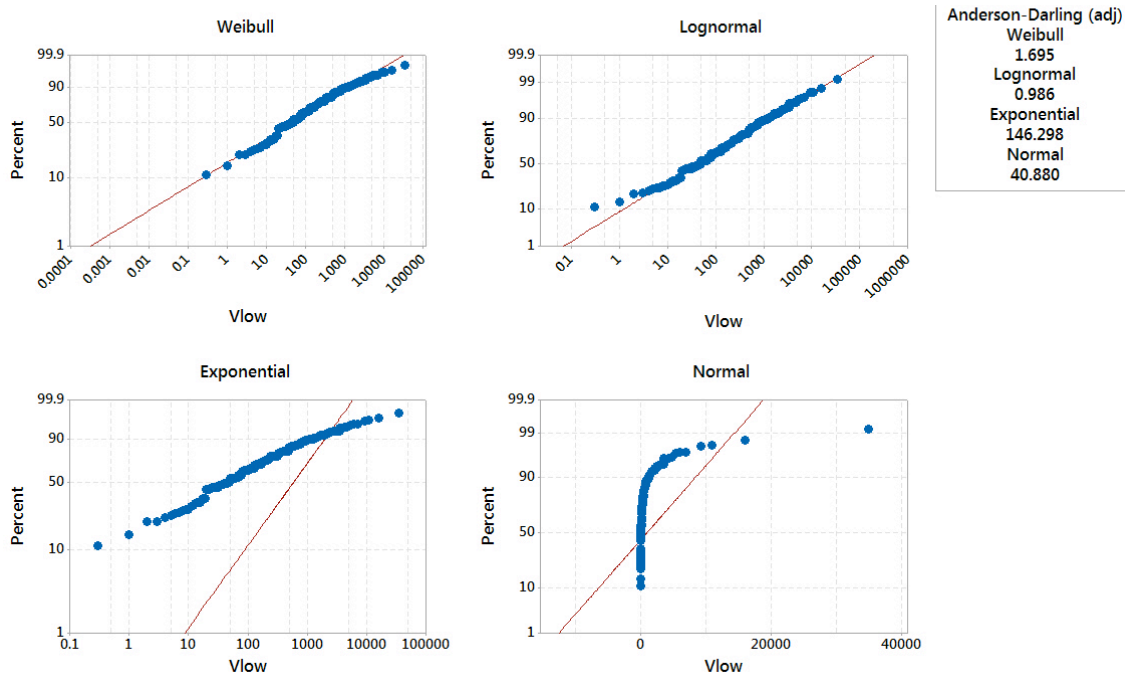 Weibull
99.9
90
50
10
1
Percent
0.0001
0.001
0.01
0.1
1
10
100
1000
10000
100000
Vlow
Lognormal
99.9
99
90
50
10
1
Percent
0.1
1
10
100
1000
10000
100000
1000000
Vlow
Anderson-Darling (adj)
Weibull
1.695
Lognormal
0.986
Exponential
146.298
Normal
40.880
Exponential
99.9
90
50
10
1
Percent
0.1 1 10 100 1000 10000 100000
Vlow
Normal
99.9
99
90
50
10
1
Percent
0 20000 40000
Vlow